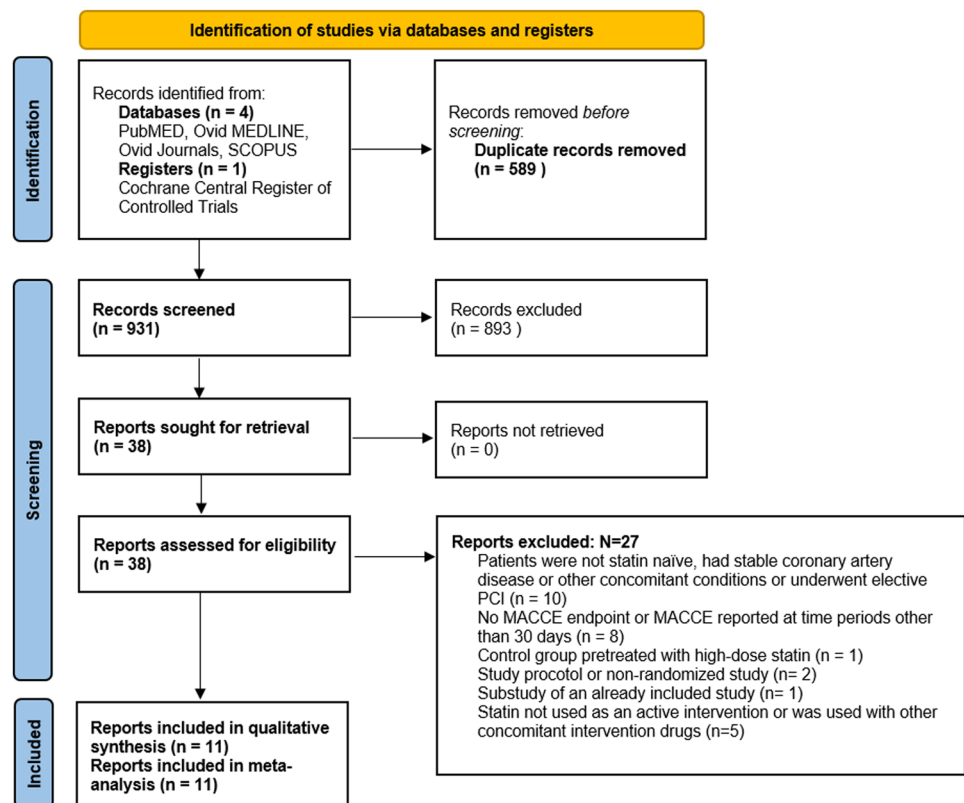 Identification of studies via databases and registers
Identification
Records identified from:
Databases (n = 4)
PubMED, Ovid MEDLINE,
Ovid Journals, SCOPUS
Registers (n = 1)
Cochrane Central Register of
Controlled Trials
Records removed before
screening:
Duplicate records removed
(n = 589 )
Screening
Records screened
(n = 931)
Records excluded
(n = 893 )
Reports sought for retrieval
(n = 38)
Reports not retrieved
(n = 0)
Reports assessed for eligibility
(n = 38)
Reports excluded: N=27
Patients were not statin naïve, had stable coronary artery
disease or other concomitant conditions or underwent elective
PCI (n = 10)
No MACCE endpoint or MACCE reported at time periods other
than 30 days (n = 8)
Control group pretreated with high-dose statin (n = 1)
Study procotol or non-randomized study (n= 2)
Substudy of an already included study (n= 1)
Statin not used as an active intervention or was used with other
concomitant intervention drugs (n=5)
Included
Reports included in qualitative
synthesis (n = 11)
Reports included in meta-
analysis (n = 11)